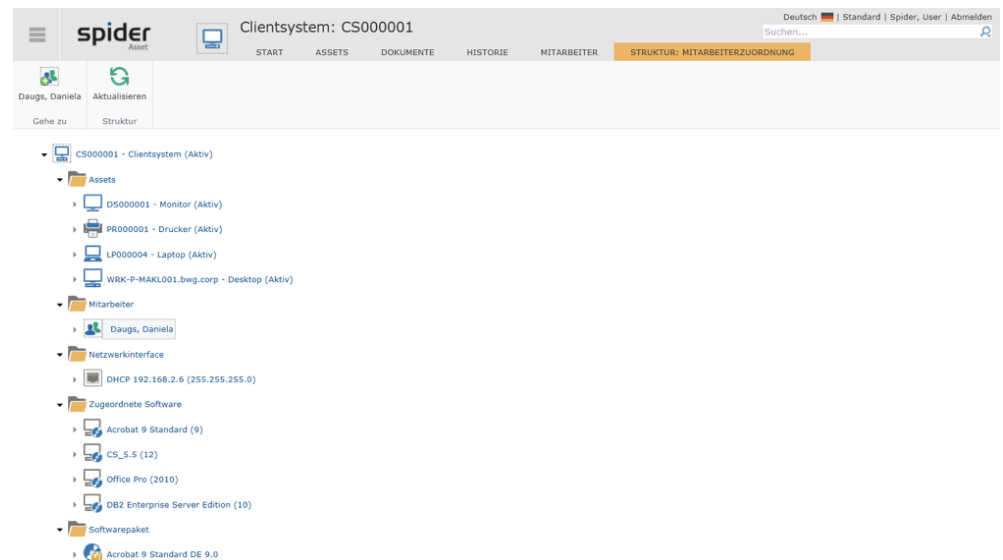 Deutsch | Standard | Spider, User | Abmelden
spider
Asset
Clientsystem: CS000001
Suchen...
START ASSETS DOKUMENTE HISTORIE MITARBEITER STRUKTUR: MITARBEITERZUORDNUNG
Daugs, Daniela Aktualisieren
Gehe zu Struktur
CS000001 - Clientsystem (Aktiv)
Assets
DS000001 - Monitor (Aktiv)
PR000001 - Drucker (Aktiv)
LP000004 - Laptop (Aktiv)
WRK-P-MAKL001.bwg.corp - Desktop (Aktiv)
Mitarbeiter
Daugs, Daniela
Netzwerkinterface
DHCP 192.168.2.6 (255.255.255.0)
Zugeordnete Software
Acrobat 9 Standard (9)
CS_5.5 (12)
Office Pro (2010)
DB2 Enterprise Server Edition (10)
Softwarepaket
Acrobat 9 Standard DE 9.0